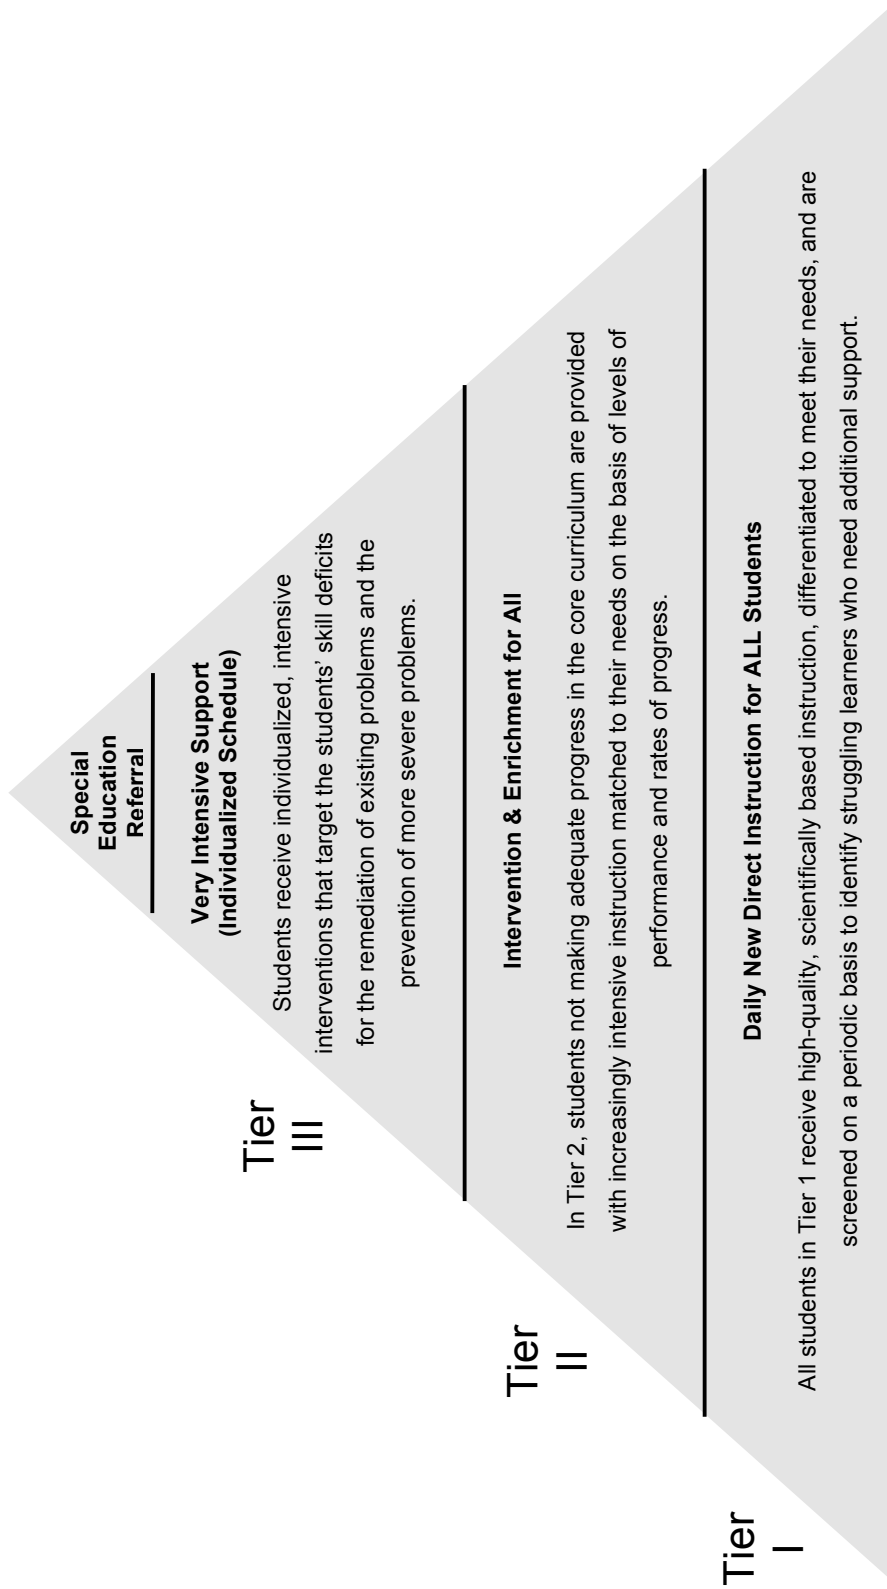 Special
Education
Referral
Very Intensive Support
(Individualized Schedule)
Students receive individualized, intensive
interventions that target the students’ skill deficits
for the remediation of existing problems and the
prevention of more severe problems.
Tier
III
Intervention & Enrichment for All
In Tier 2, students not making adequate progress in the core curriculum are provided
with increasingly intensive instruction matched to their needs on the basis of levels of
performance and rates of progress.
Tier
II
Daily New Direct Instruction for ALL Students
All students in Tier 1 receive high-quality, scientifically based instruction, differentiated to meet their needs, and are
screened on a periodic basis to identify struggling learners who need additional support.
Tier
I